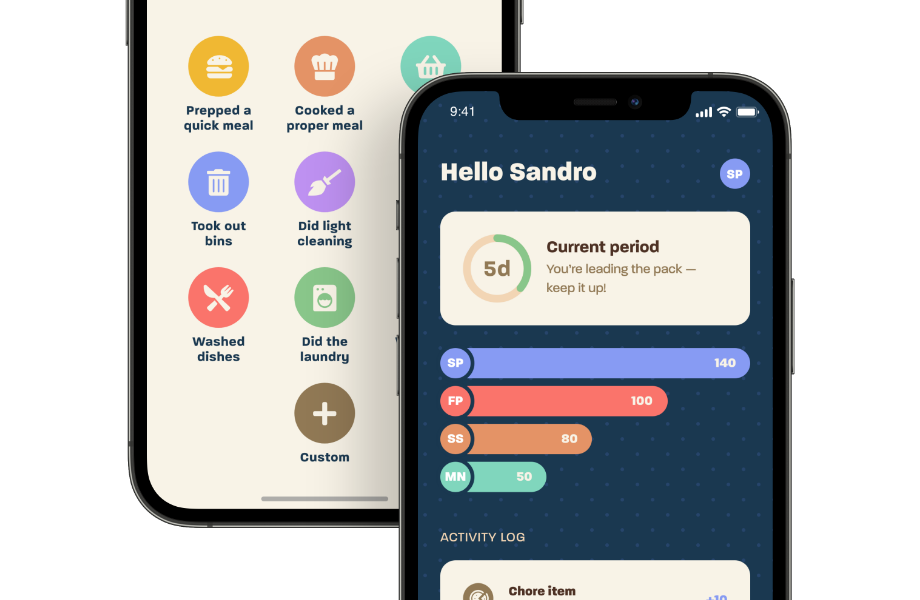 Prepped a
quick meal
Cooked a
proper meal
Took out
bins
Did light
cleaning
Washed
dishes
Did the
laundry
Custom
9:41
Hello Sandro
SP
5d
Current period
You're leading the pack —
keep it up!
SP
140
FP
100
SS
80
MN
50
ACTIVITY LOG
Chore item
+10